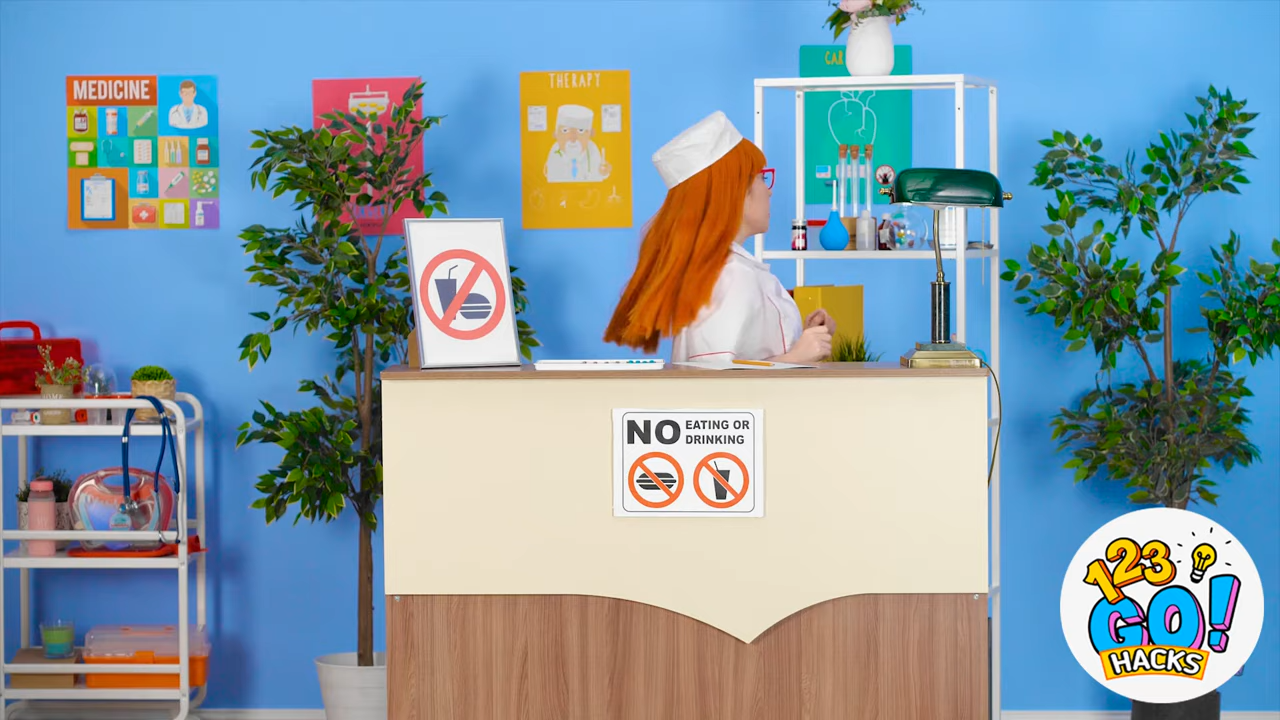 MEDICINE
THERAPY
CAR
NO EATING OR
DRINKING
123
GO!
HACKS